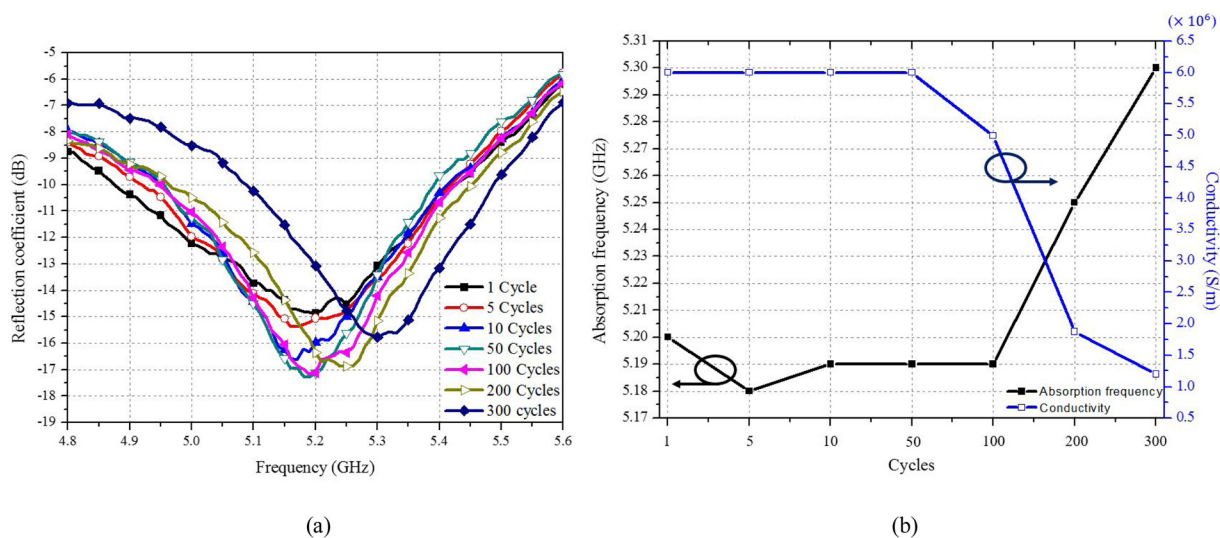 -5
-6
-7
-8
-9
-10
-11
-12
-13
-14
-15
-16
-17
-18
-19
Reflection coefficient (dB)
1 Cycle
5 Cycles
10 Cycles
50 Cycles
100 Cycles
200 Cycles
300 cycles
4.8 4.9 5.0 5.1 5.2 5.3 5.4 5.5 5.6
Frequency (GHz)
(a)
(× 10⁶)
5.31
5.30
5.28
5.27
5.26
5.24
5.23
5.22
5.21
5.20
5.19
5.18
5.17
Absorption frequency (GHz)
6.5
6.0
5.5
5.0
4.5
4.0
3.5
3.0
2.5
2.0
1.5
1.0
0.5
Conductivity (S/m)
Absorption frequency
Conductivity
1 5 10 50 100 200 300
Cycles
(b)